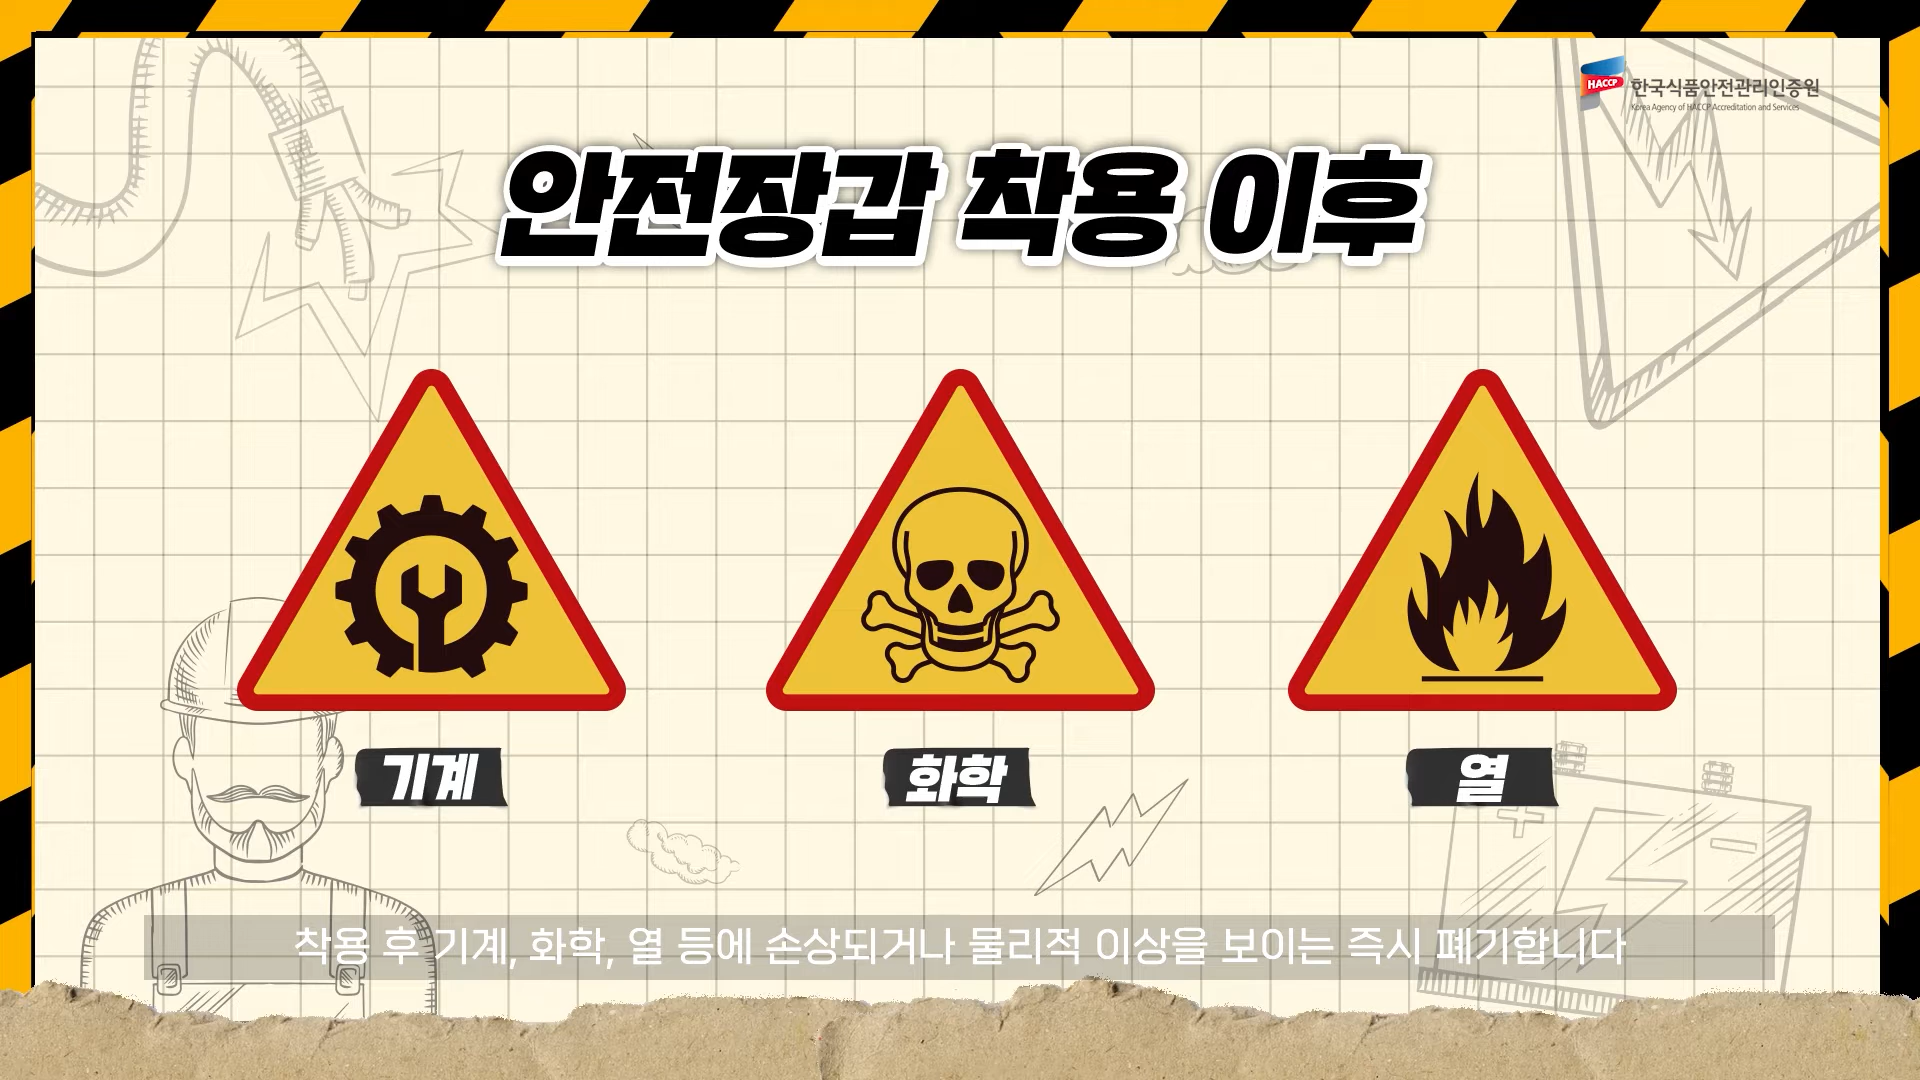 HACCP
한국식품안전관리인증원
Korea Agency of HACCP Accreditation and Services
안전장갑 착용 이후
기계
화학
열
착용 후 기계, 화학, 열 등에 손상되거나 물리적 이상을 보이는 즉시 폐기합니다